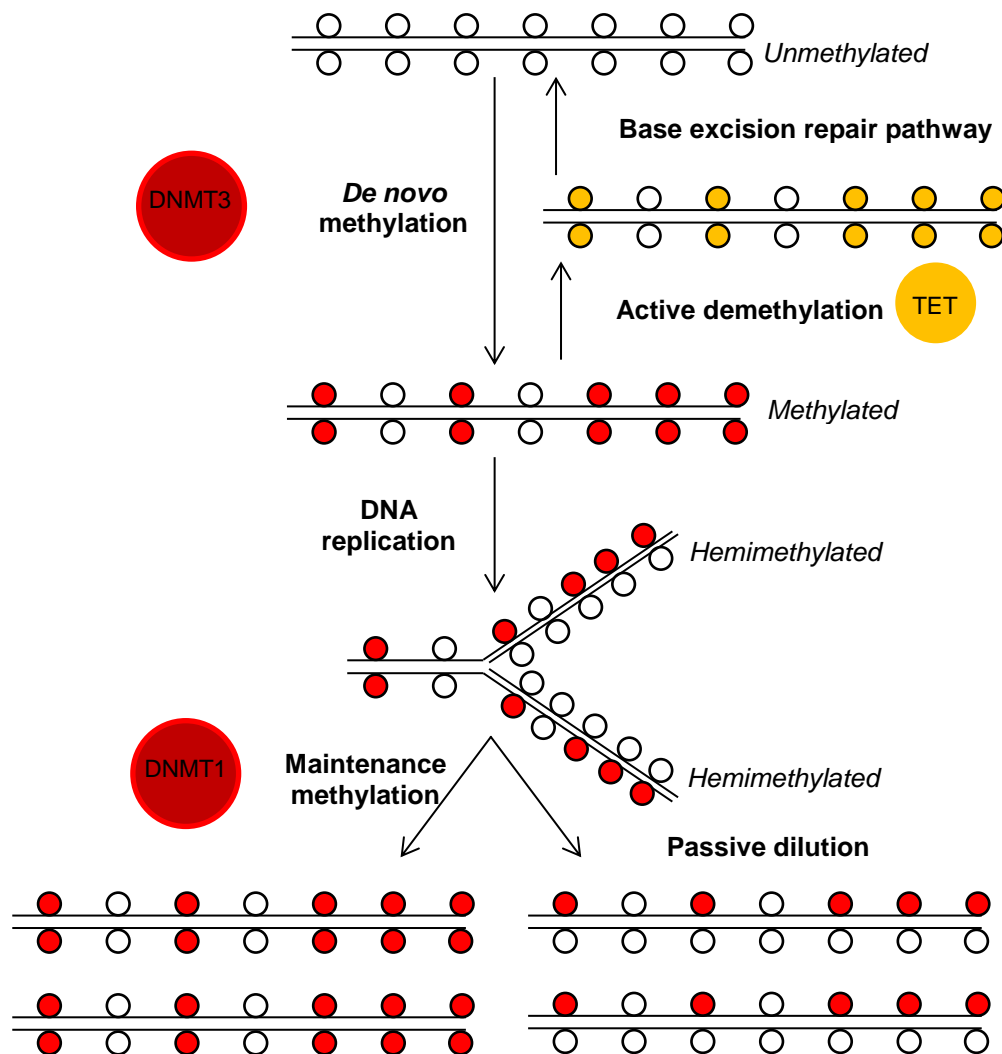 Unmethylated
Base excision repair pathway
DNMT3
De novo
methylation
Active demethylation
TET
Methylated
DNA
replication
Hemimethylated
DNMT1
Maintenance
methylation
Hemimethylated
Passive dilution